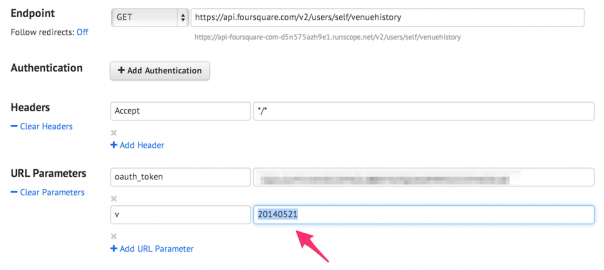 Endpoint GET https://api.foursquare.com/v2/users/self/venuehistory
Follow redirects: Off
https://api-foursquare-com-d5n575azh9e1.runscope.net/v2/users/self/venuehistory
Authentication + Add Authentication
Headers Accept */*
— Clear Headers
✖
+ Add Header
URL Parameters oauth_token
— Clear Parameters
✖
v 20140521
✖
+ Add URL Parameter